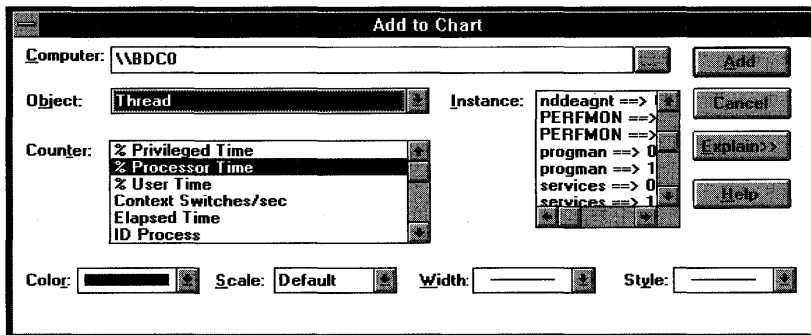 Add to Chart
Computer: \\BDC0 ... Add
Object: Thread Instance: Cancel
nddeagnt ==>
PERFMON ==>
PERFMON ==>
progman ==> 0
progman ==> 1
services ==> 0
services ==> 1
Counter:
% Privileged Time
% Processor Time
% User Time
Context Switches/sec
Elapsed Time
ID Process
Explain>>
Help
Color: Scale: Default Width: Style: